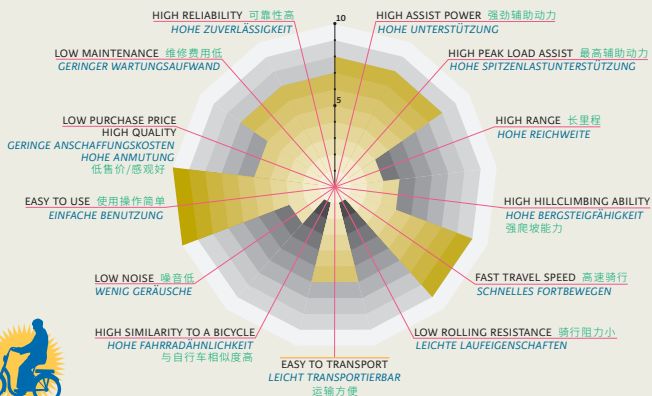 HIGH RELIABILITY 可靠性高
HOHE ZUVERLÄSSIGKEIT
10
HIGH ASSIST POWER 强劲辅助动力
HOHE UNTERSTÜTZUNG
LOW MAINTENANCE 维修费用低
GERINGER WARTUNGSAUFWAND
HIGH PEAK LOAD ASSIST 最高辅助动力
HOHE SPITZENLASTUNTERSTÜTZUNG
5
LOW PURCHASE PRICE
HIGH QUALITY
GERINGE ANSCHAFFUNGSKOSTEN
HOHE ANMUTUNG
低售价/感观好
HIGH RANGE 长里程
HOHE REICHWEITE
EASY TO USE 使用操作简单
EINFACHE BENUTZUNG
HIGH HILLCLIMBING ABILITY
HOHE BERGSTEIGFÄHIGKEIT
强爬坡能力
LOW NOISE 噪音低
WENIG GERÄUSCHE
FAST TRAVEL SPEED 高速骑行
SCHNELLES FORTBEWEGEN
HIGH SIMILARITY TO A BICYCLE
HOHE FAHRRADÄHNLICHKEIT
与自行车相似度高
LOW ROLLING RESISTANCE 骑行阻力小
LEICHTE LAUFEIGENSCHAFTEN
EASY TO TRANSPORT
LEICHT TRANSPORTIERBAR
运输方便